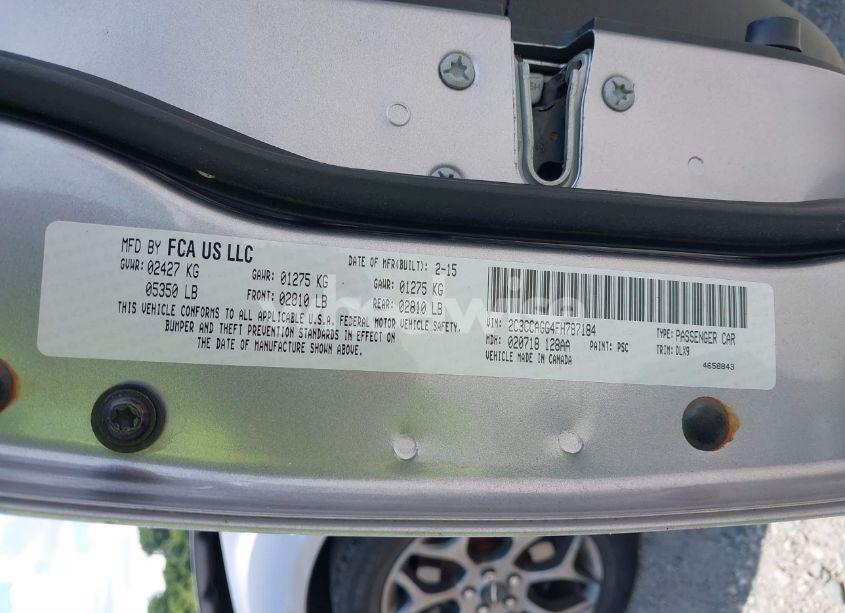 MFD BY FCA US LLC
DATE OF MFR(BUILT): 2-15
GVWR: 02427 KG
GAWR: 01275 KG
GAWR: 01275 KG
05350 LB
FRONT: 02810 LB
REAR: 02810 LB
THIS VEHICLE CONFORMS TO ALL APPLICABLE U.S.A. FEDERAL MOTOR VEHICLE SAFETY,
BUMPER AND THEFT PREVENTION STANDARDS IN EFFECT ON
THE DATE OF MANUFACTURE SHOWN ABOVE.
VIN: 2C3CCAGG4FH787184
TYPE: PASSENGER CAR
MDH: 020718 128AA
PAINT: PSC
TRIM: DLX9
VEHICLE MADE IN CANADA
4658843